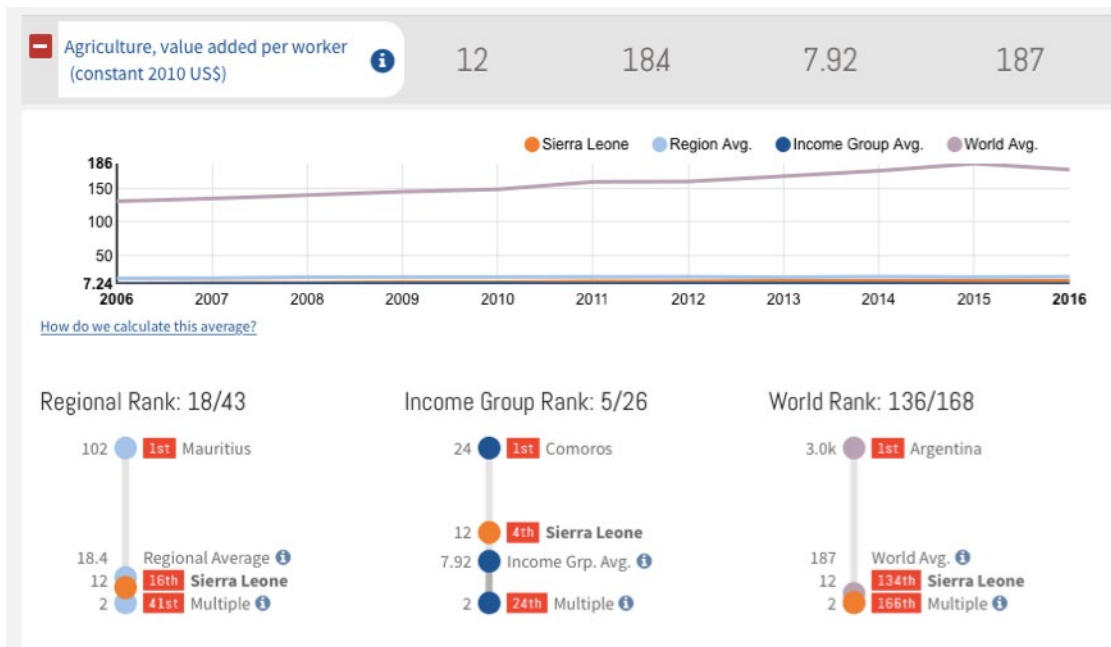 Agriculture, value added per worker
(constant 2010 US$)
12 184 7.92 187
Sierra Leone Region Avg. Income Group Avg. World Avg.
186
150
100
50
7.24
2006 2007 2008 2009 2010 2011 2012 2013 2014 2015 2016
How do we calculate this average?
Regional Rank: 18/43 Income Group Rank: 5/26 World Rank: 136/168
102 1st Mauritius 24 1st Comoros 3.0k 1st Argentina
12 4th Sierra Leone
18.4 Regional Average 7.92 Income Grp. Avg. 187 World Avg.
12 16th Sierra Leone 12 134th Sierra Leone
2 41st Multiple 2 24th Multiple 2 166th Multiple